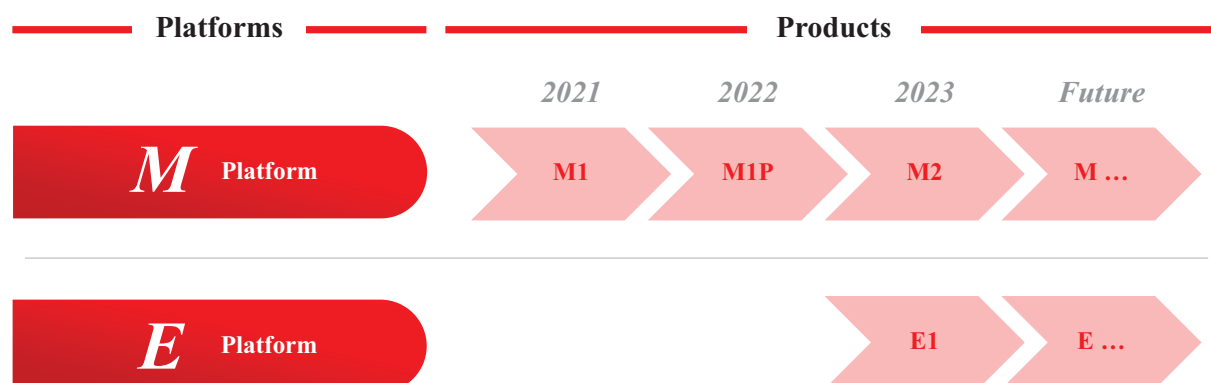 Platforms Products
2021 2022 2023 Future
M Platform M1 M1P M2 M …
E Platform E1 E …